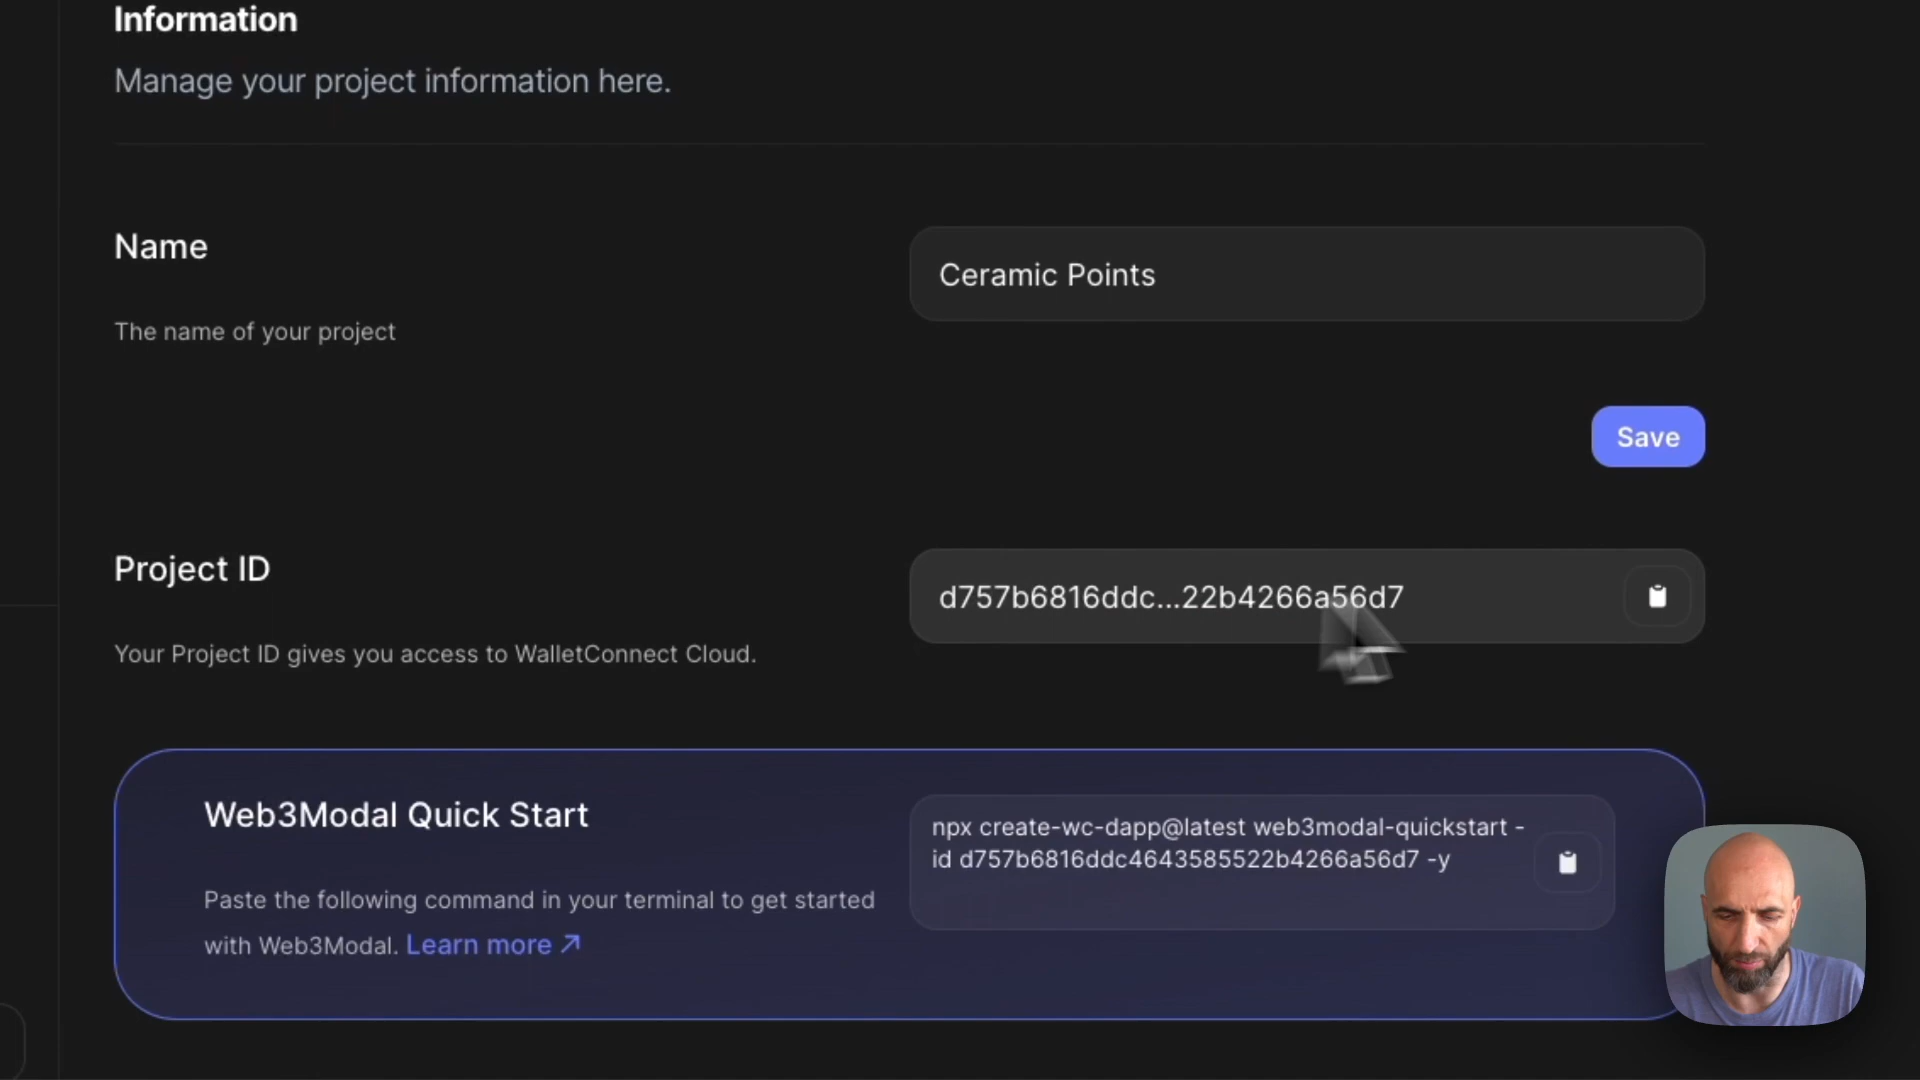 Information
Manage your project information here.
Name
Ceramic Points
The name of your project
Save
Project ID
d757b6816ddc...22b4266a56d7
Your Project ID gives you access to WalletConnect Cloud.
Web3Modal Quick Start
npx create-wc-dapp@latest web3modal-quickstart -
id d757b6816ddc4643585522b4266a56d7 -y
Paste the following command in your terminal to get started
with Web3Modal. Learn more ↗